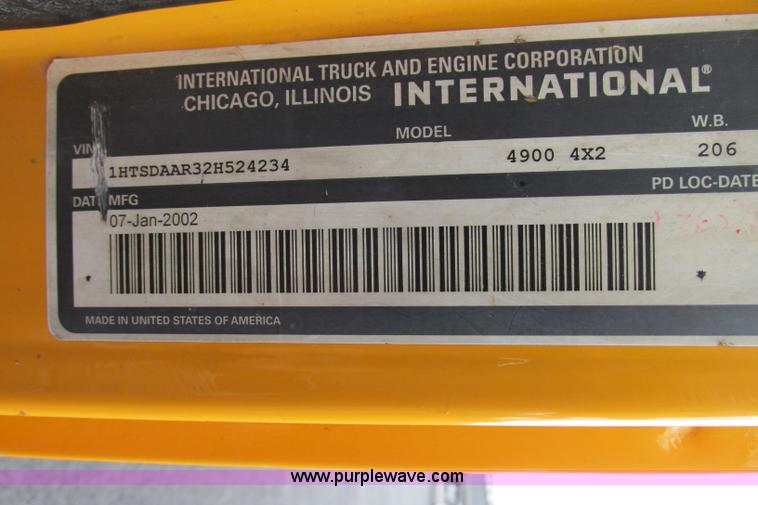 INTERNATIONAL TRUCK AND ENGINE CORPORATION
CHICAGO, ILLINOIS INTERNATIONAL®
VIN MODEL W.B.
1HTSDAAR32H524234 4900 4X2 206
DATE MFG PD LOC-DATE
07-Jan-2002
MADE IN UNITED STATES OF AMERICA
www.purplewave.com